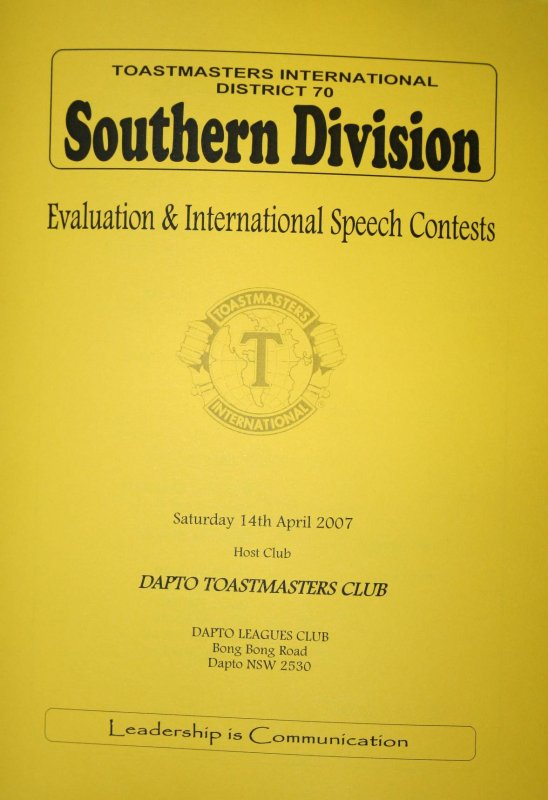 TOASTMASTERS INTERNATIONAL
DISTRICT 70
Southern Division
Evaluation & International Speech Contests
TOASTMASTERS
T
INTERNATIONAL
Saturday 14th April 2007
Host Club
DAPTO TOASTMASTERS CLUB
DAPTO LEAGUES CLUB
Bong Bong Road
Dapto NSW 2530
Leadership is Communication